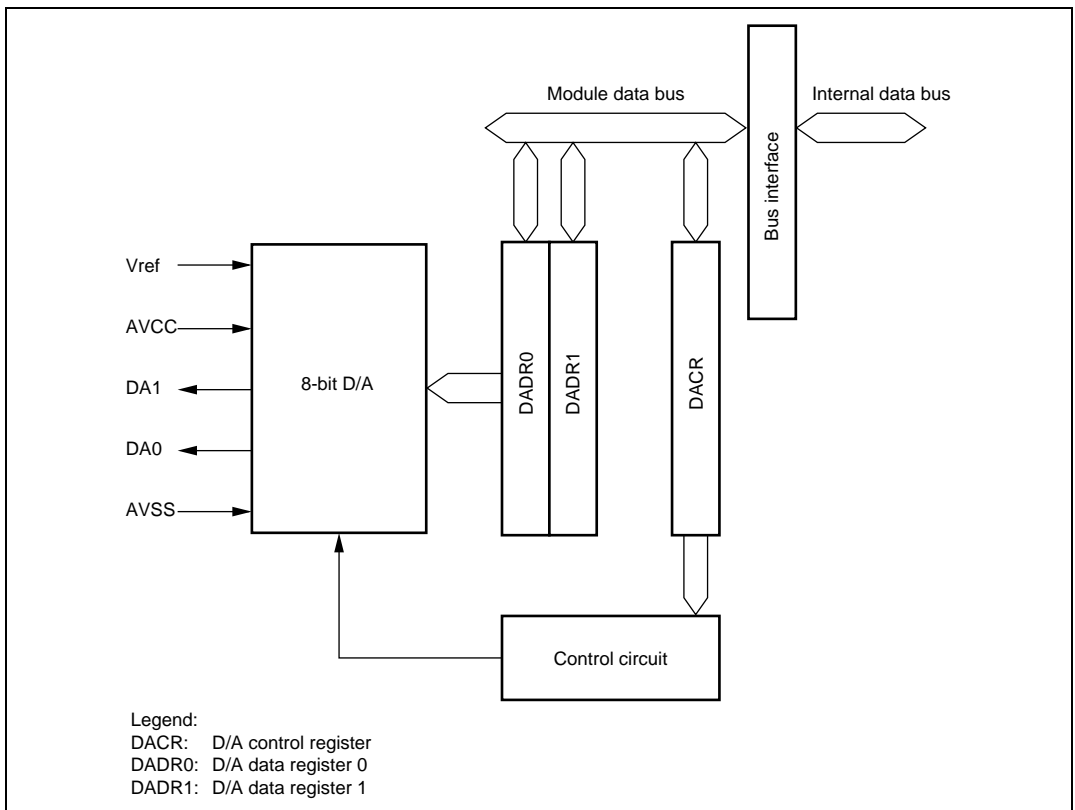 Module data bus
Internal data bus
Bus interface
Vref
AVCC
DA1
DA0
AVSS
8-bit D/A
DADR0
DADR1
DACR
Control circuit
Legend:
DACR: D/A control register
DADR0: D/A data register 0
DADR1: D/A data register 1